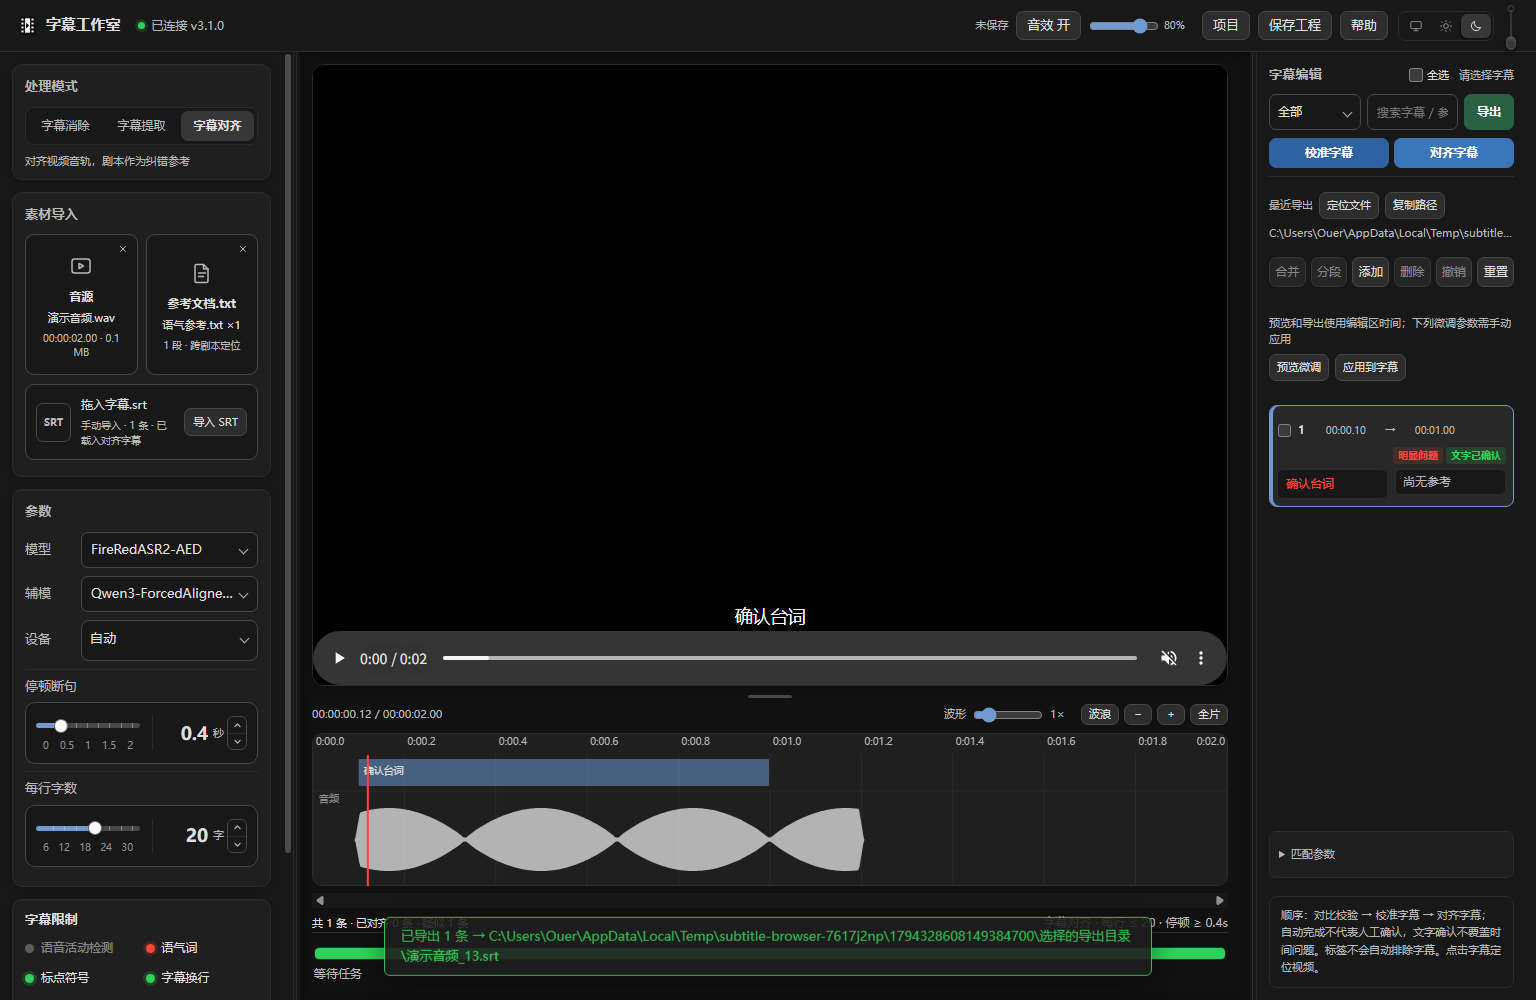 字幕工作室
已连接 v3.1.0
未保存
音效 开
80%
项目
保存工程
帮助
处理模式
字幕消除
字幕提取
字幕对齐
对齐视频音轨，剧本作为纠错参考
素材导入
×
音源
演示音频.wav
00:00:02.00 · 0.1
MB
×
参考文档.txt
语气参考.txt ×1
1 段 · 跨剧本定位
SRT
拖入字幕.srt
手动导入 · 1 条 · 已
载入对齐字幕
导入 SRT
参数
模型
FireRedASR2-AED
辅模
Qwen3-ForcedAligne...
设备
自动
停顿断句
0 0.5 1 1.5 2
0.4 秒
每行字数
6 12 18 24 30
20 字
字幕限制
语音活动检测
语气词
标点符号
字幕换行
确认台词
0:00 / 0:02
00:00:00.12 / 00:00:02.00
波形
1×
波浪
−
+
全片
0:00.0 0:00.2 0:00.4 0:00.6 0:00.8 0:01.0 0:01.2 0:01.4 0:01.6 0:01.8 0:02.0
确认台词
音频
共 1 条 · 已对齐 0 条 ·
· 停顿 ≥ 0.4s
已导出 1 条 → C:\Users\Ouer\AppData\Local\Temp\subtitle-browser-7617j2np\1794328608149384700\选择的导出目录
\演示音频_13.srt
等待任务
字幕编辑
全选
请选择字幕
全部
搜索字幕 / 参
导出
校准字幕
对齐字幕
最近导出
定位文件
复制路径
C:\Users\Ouer\AppData\Local\Temp\subtitle...
合并
分段
添加
删除
撤销
重置
预览和导出使用编辑区时间；下列微调参数需手动
应用
预览微调
应用到字幕
1
00:00.10
→
00:01.00
明显问题
文字已确认
确认台词
尚无参考
匹配参数
顺序：对比校验 → 校准字幕 → 对齐字幕；
自动完成不代表人工确认，文字确认不要盖时
间问题。标签不会自动排除字幕。点击字幕定
位视频。